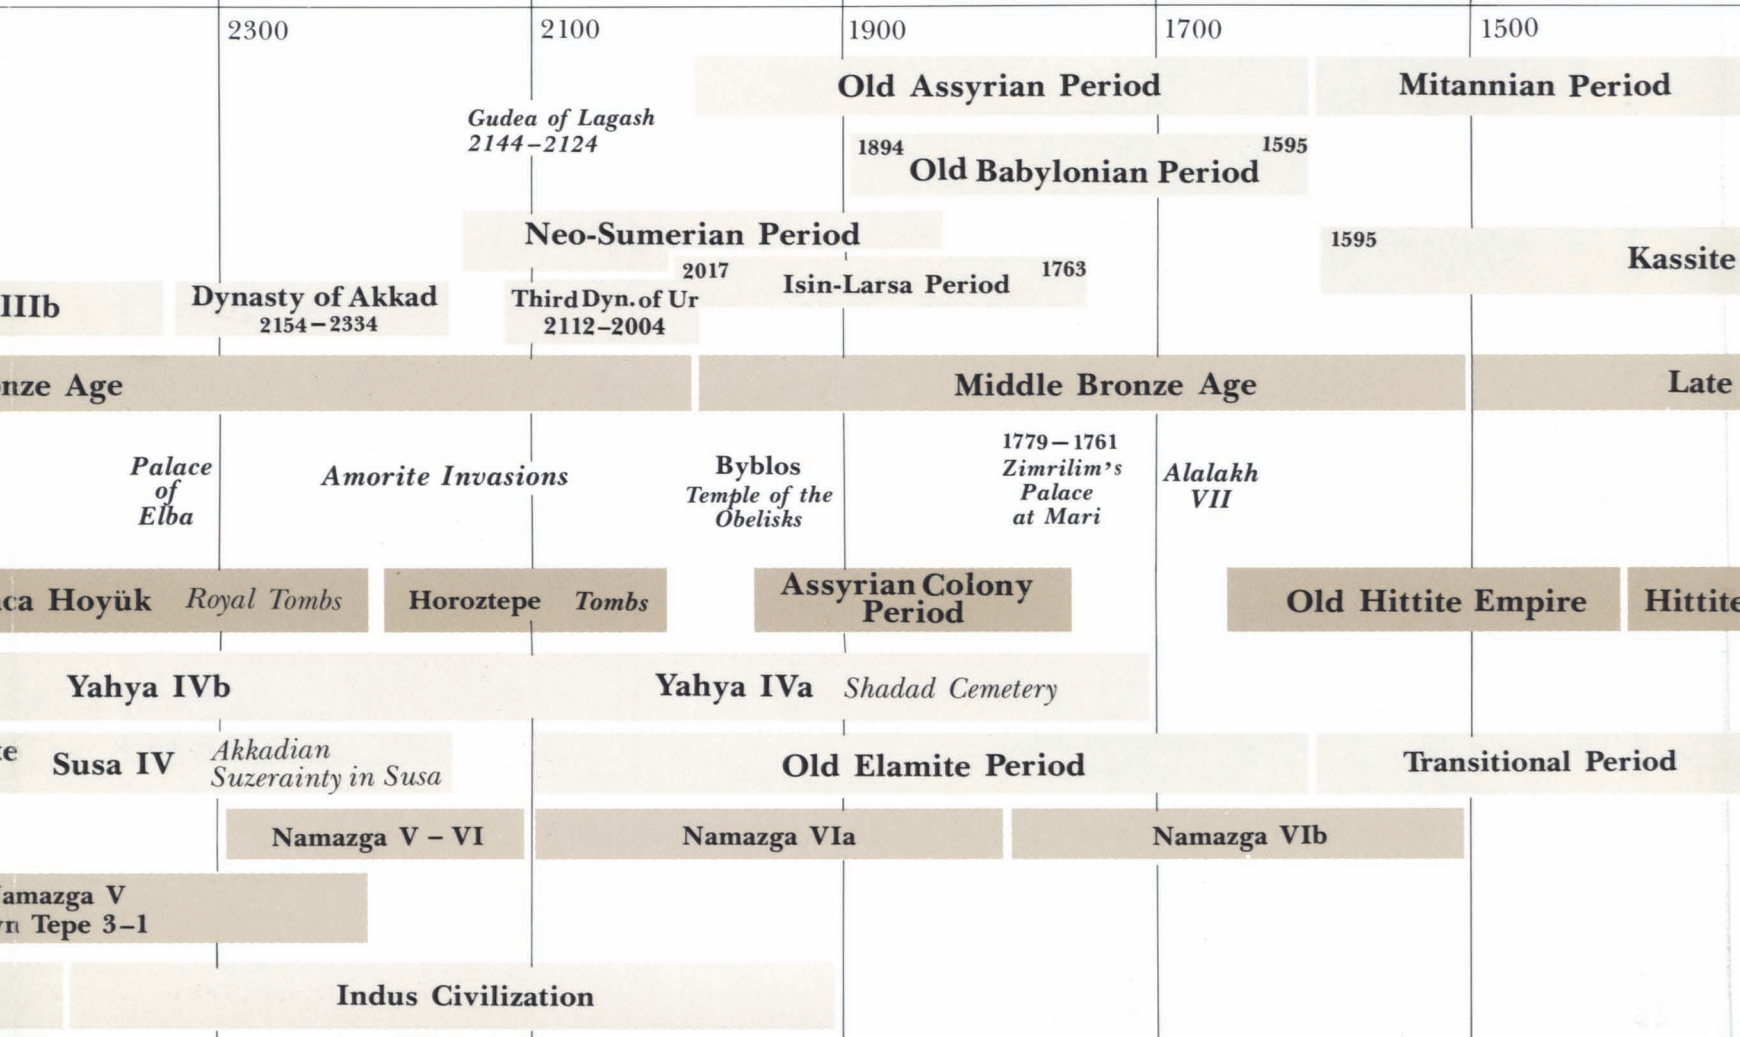 2300
2100
1900
1700
1500
Old Assyrian Period
Mitannian Period
Gudea of Lagash
2144–2124
1894
1595
Old Babylonian Period
Neo-Sumerian Period
1595
Kassite
2017
1763
Isin-Larsa Period
IIIb
Dynasty of Akkad
2154–2334
Third Dyn. of Ur
2112–2004
nze Age
Middle Bronze Age
Late
Palace
of
Elba
Amorite Invasions
Byblos
Temple of the
Obelisks
1779–1761
Zimrilim's
Palace
at Mari
Alalakh
VII
ca Hoyük Royal Tombs
Horoztepe Tombs
Assyrian Colony
Period
Old Hittite Empire
Hittite
Yahya IVb
Yahya IVa Shadad Cemetery
te
Susa IV
Akkadian
Suzerainty in Susa
Old Elamite Period
Transitional Period
Namazga V – VI
Namazga VIa
Namazga VIb
amazga V
n Tepe 3–1
Indus Civilization